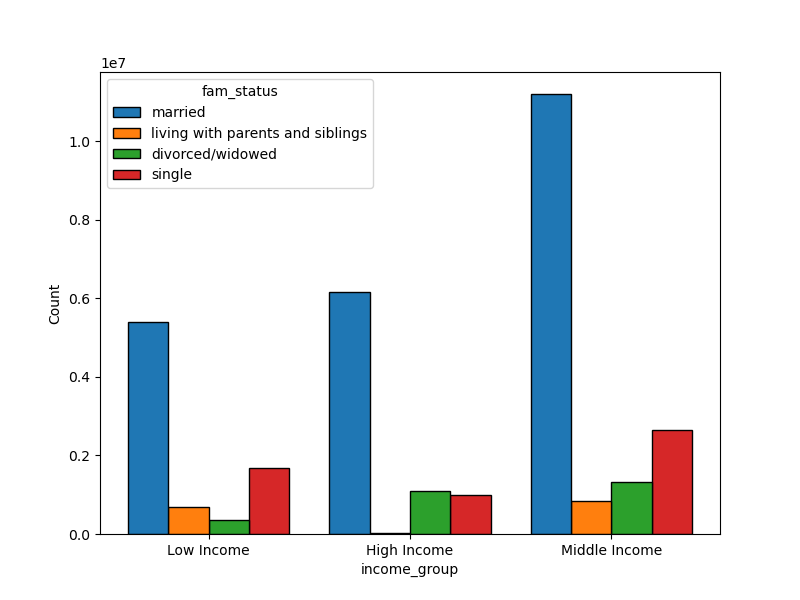 1e7
fam_status
married
living with parents and siblings
divorced/widowed
single
1.0
0.8
0.6
0.4
0.2
0.0
Count
Low Income
High Income
Middle Income
income_group